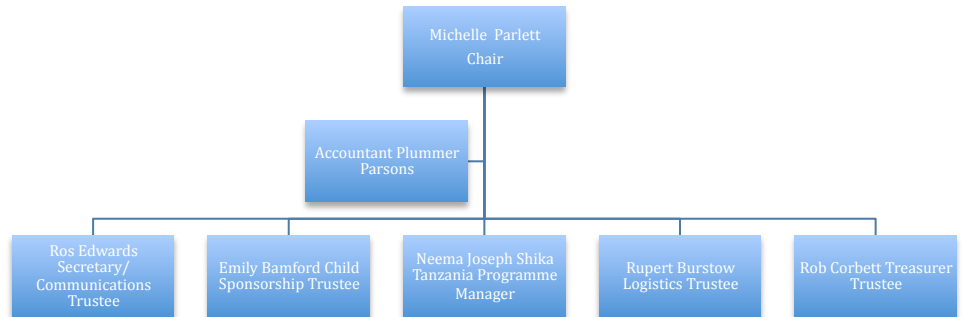 Michelle  Parlett
Chair
Accountant Plummer
Parsons
Ros Edwards
Secretary/
Communications
Trustee
Emily Bamford Child
Sponsorship Trustee
Neema Joseph Shika
Tanzania Programme
Manager
Rupert Burstow
Logistics Trustee
Rob Corbett Treasurer
Trustee